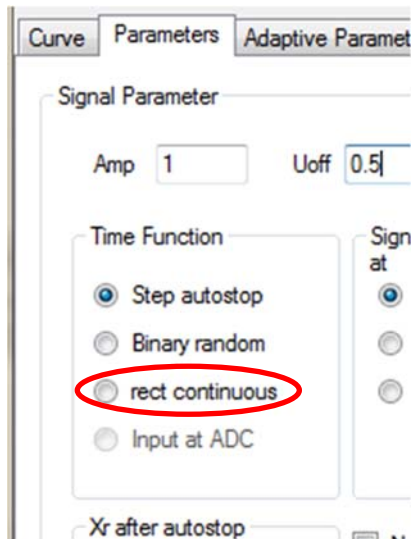 Curve Parameters Adaptive Paramet
Signal Parameter
Amp 1 Uoff 0.5
Time Function Sign
at
Step autostop
Binary random
rect continuous
Input at ADC
Xr after autostop